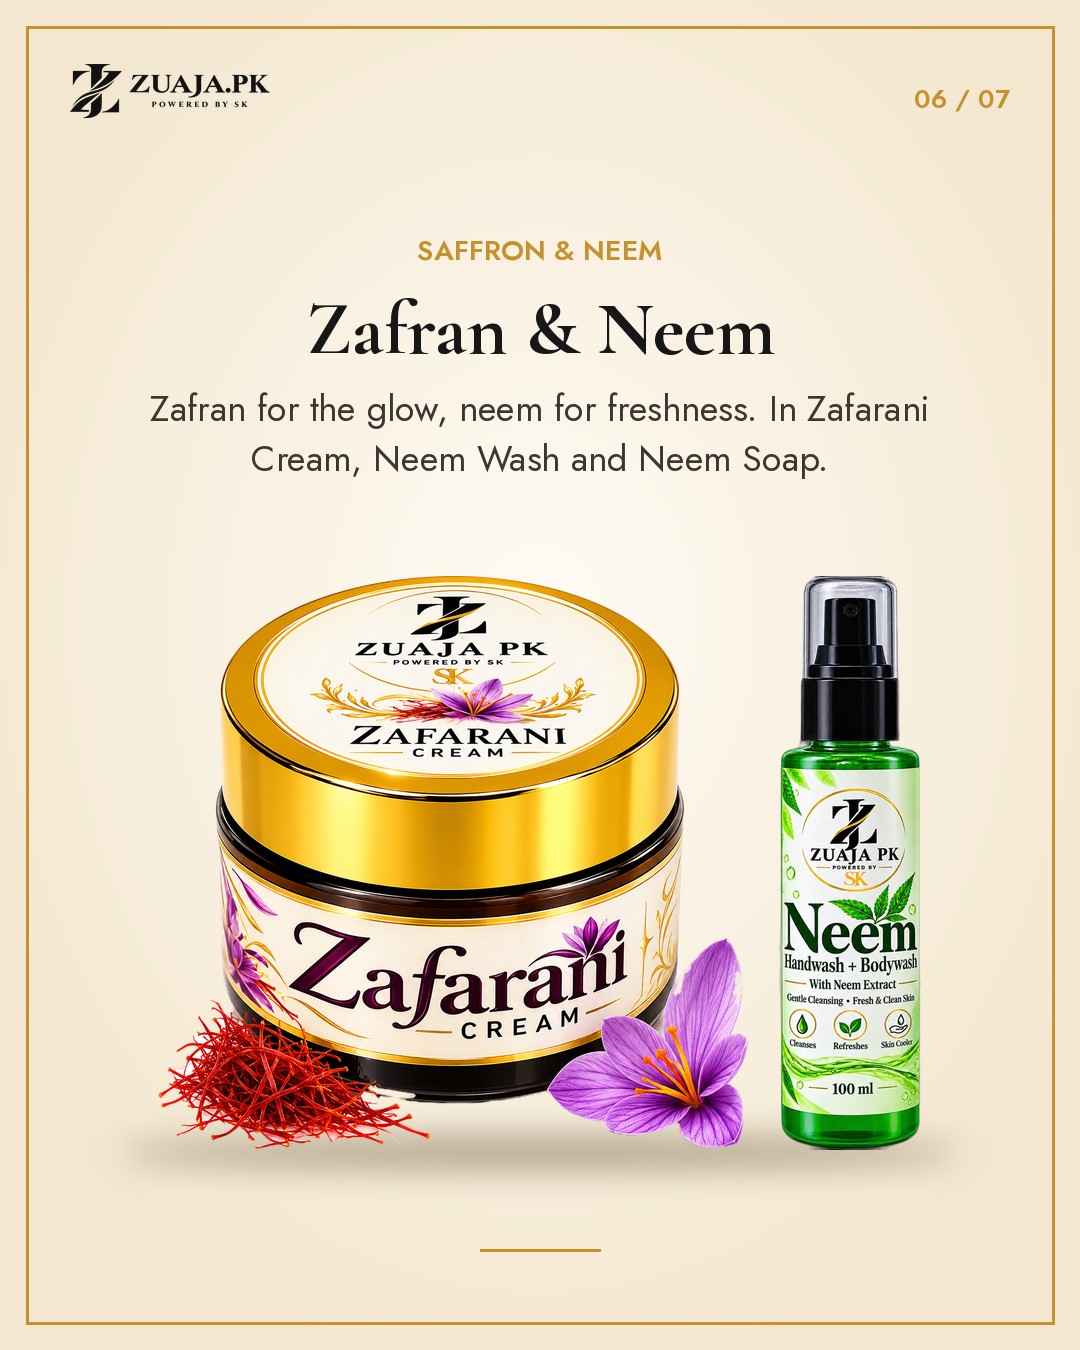 ZUAJA.PK
POWERED BY SK
06 / 07
SAFFRON & NEEM
Zafran & Neem
Zafran for the glow, neem for freshness. In Zafarani
Cream, Neem Wash and Neem Soap.
ZUAJA PK
POWERED BY SK
SK
ZAFARANI
CREAM
Zafarani
CREAM
ZUAJA PK
POWERED BY
SK
Neem
Handwash + Bodywash
With Neem Extract
Gentle Cleansing • Fresh & Clean Skin
Cleanses Refreshes Skin Cooler
100 ml